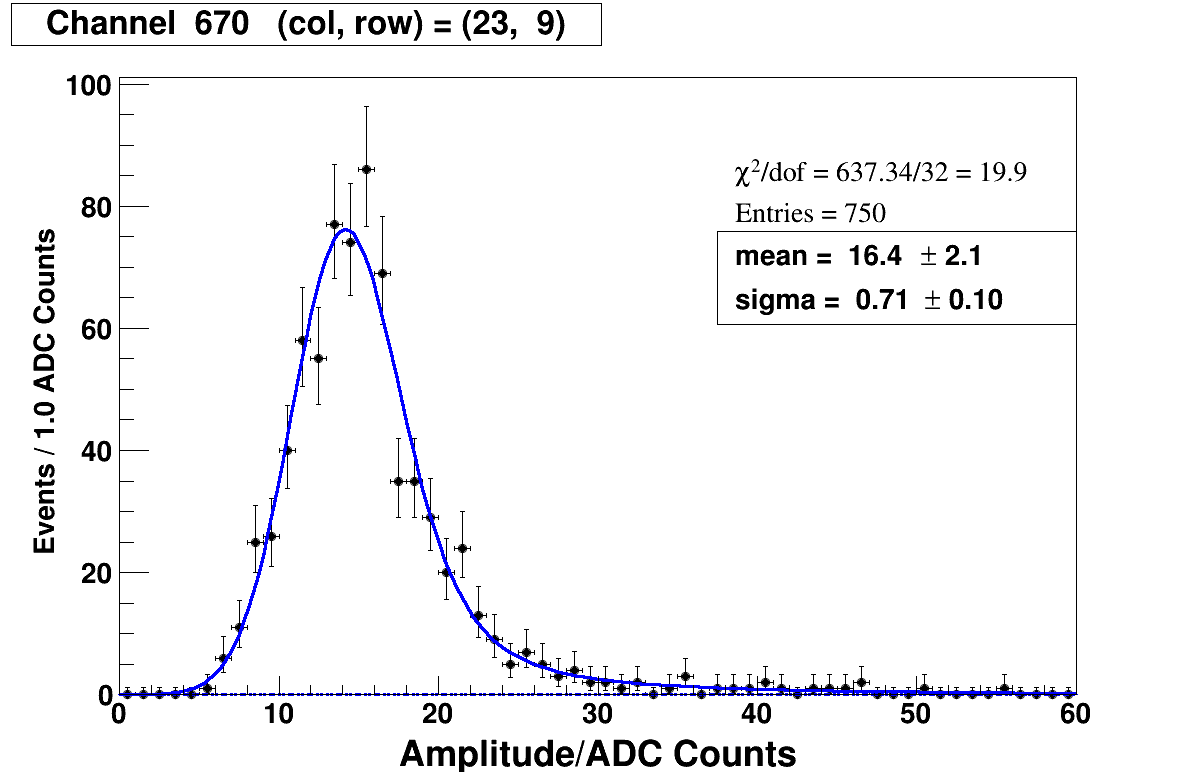 Channel 670 (col, row) = (23, 9)
100
80
60
40
20
0
Events / 1.0 ADC Counts
χ²/dof = 637.34/32 = 19.9
Entries = 750
mean = 16.4 ± 2.1
sigma = 0.71 ± 0.10
0 10 20 30 40 50 60
Amplitude/ADC Counts